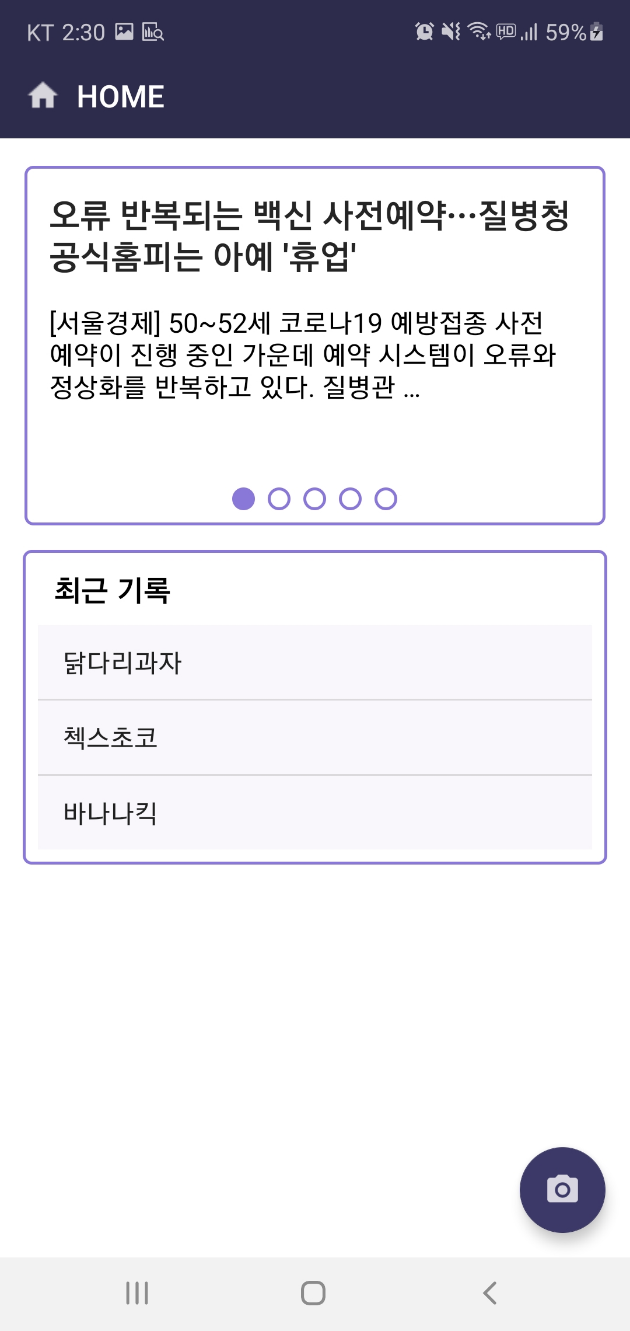 KT 2:30 HD 59%
HOME
오류 반복되는 백신 사전예약…질병청
공식홈피는 아예 '휴업'
[서울경제] 50~52세 코로나19 예방접종 사전
예약이 진행 중인 가운데 예약 시스템이 오류와
정상화를 반복하고 있다. 질병관 ...
최근 기록
닭다리과자
첵스초코
바나나킥